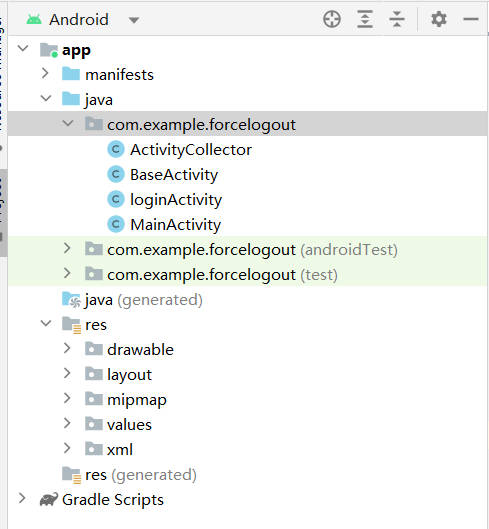 Android
app
manifests
java
com.example.forcelogout
ActivityCollector
BaseActivity
loginActivity
MainActivity
com.example.forcelogout (androidTest)
com.example.forcelogout (test)
java (generated)
res
drawable
layout
mipmap
values
xml
res (generated)
Gradle Scripts